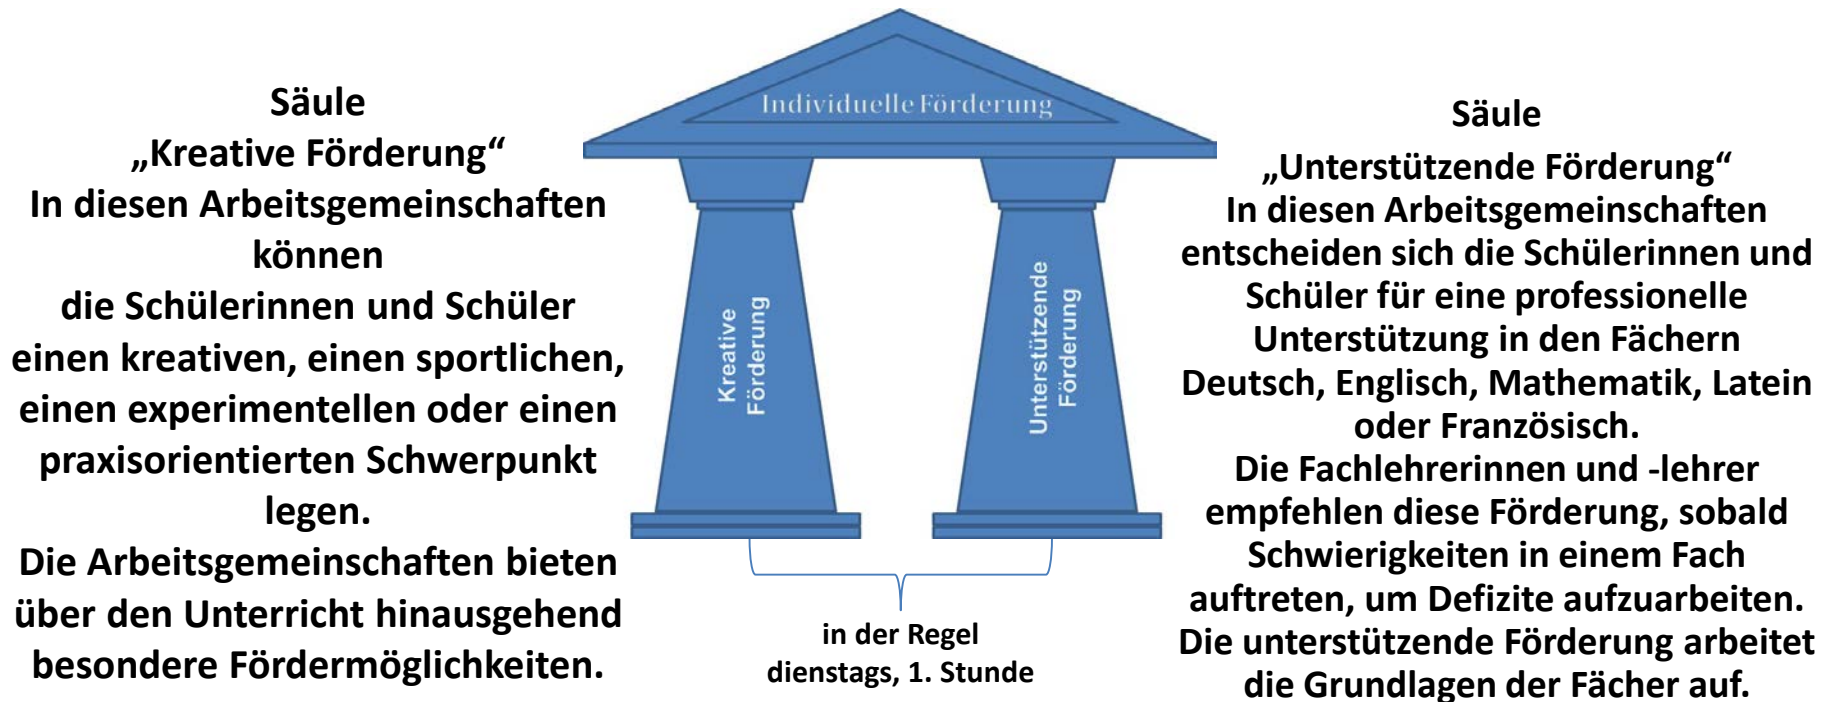 Säule
„Kreative Förderung“
In diesen Arbeitsgemeinschaften
können
die Schülerinnen und Schüler
einen kreativen, einen sportlichen,
einen experimentellen oder einen
praxisorientierten Schwerpunkt
legen.
Die Arbeitsgemeinschaften bieten
über den Unterricht hinausgehend
besondere Fördermöglichkeiten.
Individuelle Förderung
Kreative
Förderung
Unterstützende
Förderung
in der Regel
dienstags, 1. Stunde
Säule
„Unterstützende Förderung“
In diesen Arbeitsgemeinschaften
entscheiden sich die Schülerinnen und
Schüler für eine professionelle
Unterstützung in den Fächern
Deutsch, Englisch, Mathematik, Latein
oder Französisch.
Die Fachlehrerinnen und -lehrer
empfehlen diese Förderung, sobald
Schwierigkeiten in einem Fach
auftreten, um Defizite aufzuarbeiten.
Die unterstützende Förderung arbeitet
die Grundlagen der Fächer auf.